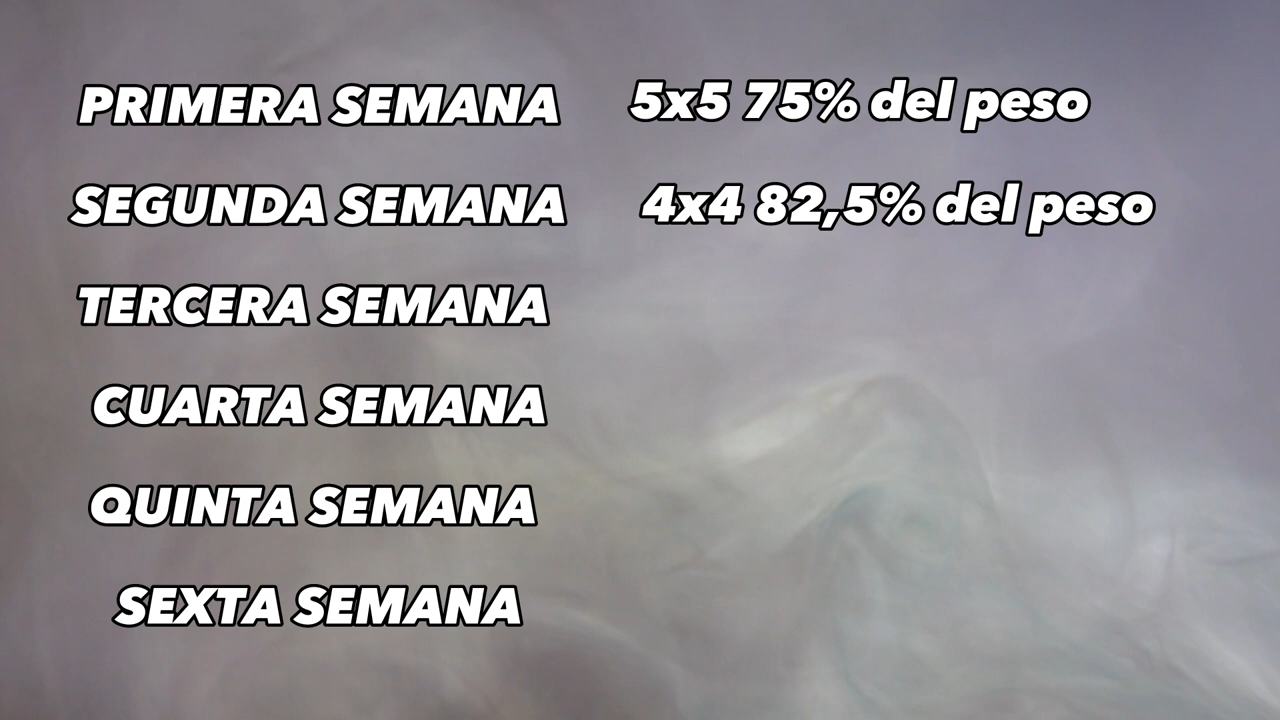 PRIMERA SEMANA 5x5 75% del peso
SEGUNDA SEMANA 4x4 82,5% del peso
TERCERA SEMANA
CUARTA SEMANA
QUINTA SEMANA
SEXTA SEMANA